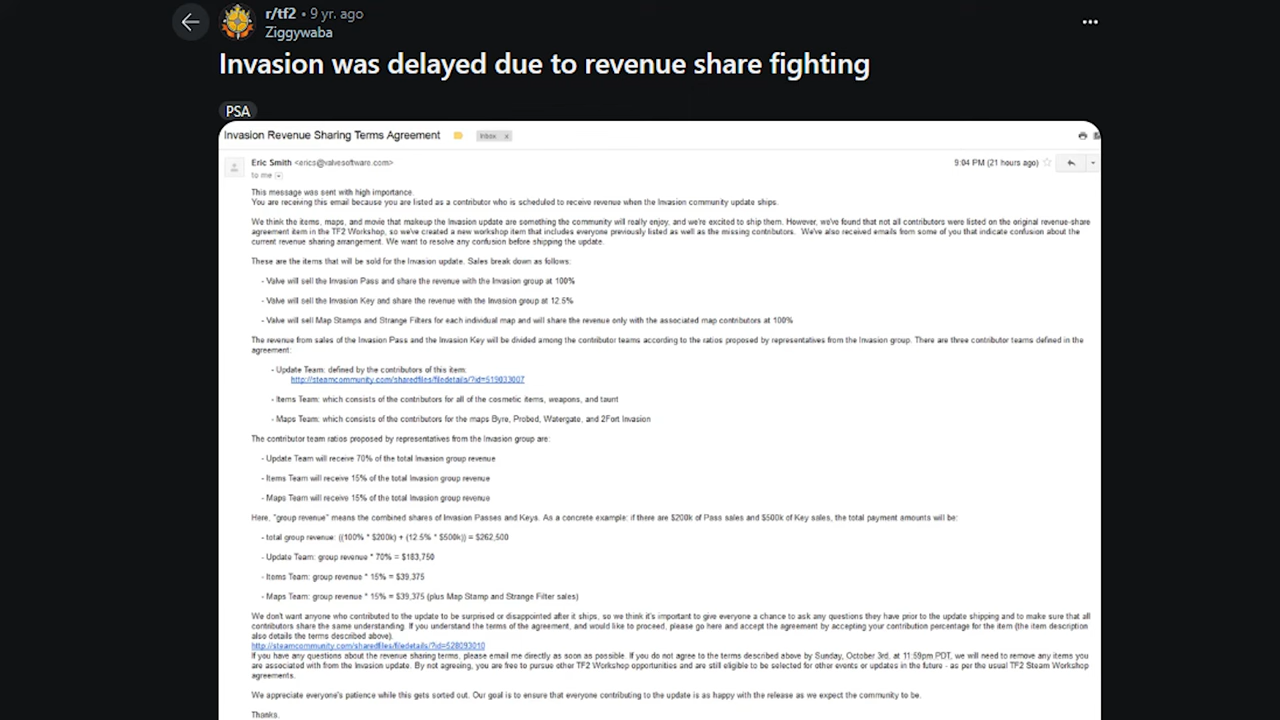 r/tf2 • 9 yr. ago
Ziggywaba
Invasion was delayed due to revenue share fighting
PSA
Invasion Revenue Sharing Terms Agreement
Inbox x
Eric Smith <erics@valvesoftware.com>
9:04 PM (21 hours ago)
to me
This message was sent with high importance.
You are receiving this email because you are listed as a contributor who is scheduled to receive revenue when the Invasion community update ships.
We think the items, maps, and movie that makeup the Invasion update are something the community will really enjoy, and we're excited to ship them. However, we've found that not all contributors were listed on the original revenue-share
agreement item in the TF2 Workshop, so we've created a new workshop item that includes everyone previously listed as well as the missing contributors. We've also received emails from some of you that indicate confusion about the
current revenue sharing arrangement. We want to resolve any confusion before shipping the update.
These are the items that will be sold for the Invasion update. Sales break down as follows:
- Valve will sell the Invasion Pass and share the revenue with the Invasion group at 100%
- Valve will sell the Invasion Key and share the revenue with the Invasion group at 12.5%
- Valve will sell Map Stamps and Strange Filters for each individual map and will share the revenue only with the associated map contributors at 100%
The revenue from sales of the Invasion Pass and the Invasion Key will be divided among the contributor teams according to the ratios proposed by representatives from the Invasion group. There are three contributor teams defined in the
agreement:
- Update Team: defined by the contributors of this item:
http://steamcommunity.com/sharedfiles/filedetails/?id=519033007
- Items Team: which consists of the contributors for all of the cosmetic items, weapons, and taunt
- Maps Team: which consists of the contributors for the maps Byre, Probed, Watergate, and 2Fort Invasion
The contributor team ratios proposed by representatives from the Invasion group are:
- Update Team will receive 70% of the total Invasion group revenue
- Items Team will receive 15% of the total Invasion group revenue
- Maps Team will receive 15% of the total Invasion group revenue
Here, "group revenue" means the combined shares of Invasion Passes and Keys. As a concrete example: if there are $200k of Pass sales and $500k of Key sales, the total payment amounts will be:
- total group revenue: ((100% * $200k) + (12.5% * $500k)) = $262,500
- Update Team: group revenue * 70% = $183,750
- Items Team: group revenue * 15% = $39,375
- Maps Team: group revenue * 15% = $39,375 (plus Map Stamp and Strange Filter sales)
We don't want anyone who contributed to the update to be surprised or disappointed after it ships, so we think it's important to give everyone a chance to ask any questions they have prior to the update shipping and to make sure that all
contributors share the same understanding. If you understand the terms of the agreement, and would like to proceed, please go here and accept the agreement by accepting your contribution percentage for the item (the item description
also details the terms described above).
http://steamcommunity.com/sharedfiles/filedetails/?id=528093010
If you have any questions about the revenue sharing terms, please email me directly as soon as possible. If you do not agree to the terms described above by Sunday, October 3rd, at 11:59pm PDT, we will need to remove any items you
are associated with from the Invasion update. By not agreeing, you are free to pursue other TF2 Workshop opportunities and are still eligible to be selected for other events or updates in the future - as per the usual TF2 Steam Workshop
agreements.
We appreciate everyone's patience while this gets sorted out. Our goal is to ensure that everyone contributing to the update is as happy with the release as we expect the community to be.
Thanks.